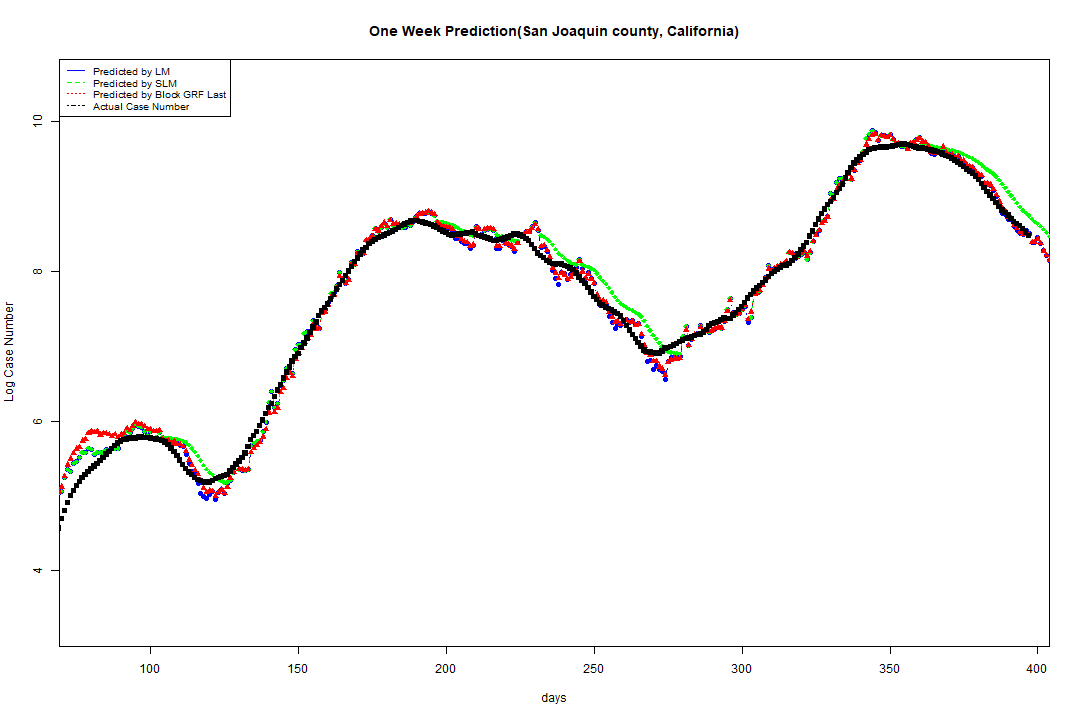 One Week Prediction(San Joaquin county, California)
Predicted by LM
Predicted by SLM
Predicted by Block GRF Last
Actual Case Number
Log Case Number
10
8
6
4
100 150 200 250 300 350 400
days